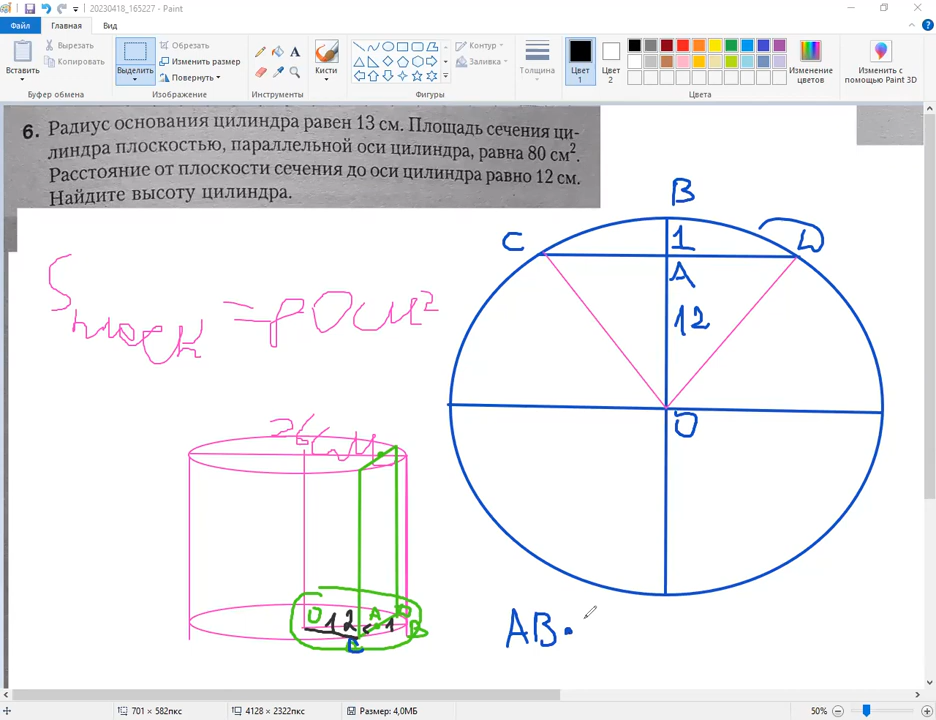 20230418_165227 - Paint
Файл Главная Вид
Вставить
Вырезать
Копировать
Буфер обмена
Выделить
Обрезать
Изменить размер
Повернуть
Изображение
Инструменты
Кисти
Фигуры
Контур
Заливка
Толщина
Цвет 1
Цвет 2
Цвета
Изменение цветов
Изменить с помощью Paint 3D
6. Радиус основания цилиндра равен 13 см. Площадь сечения ци-
линдра плоскостью, параллельной оси цилиндра, равна 80 см².
Расстояние от плоскости сечения до оси цилиндра равно 12 см.
Найдите высоту цилиндра.
B
C
1
D
A
12
O
26см
O 12 A 1 B
AB
701 × 582пкс
4128 × 2322пкс
Размер: 4,0МБ
50%